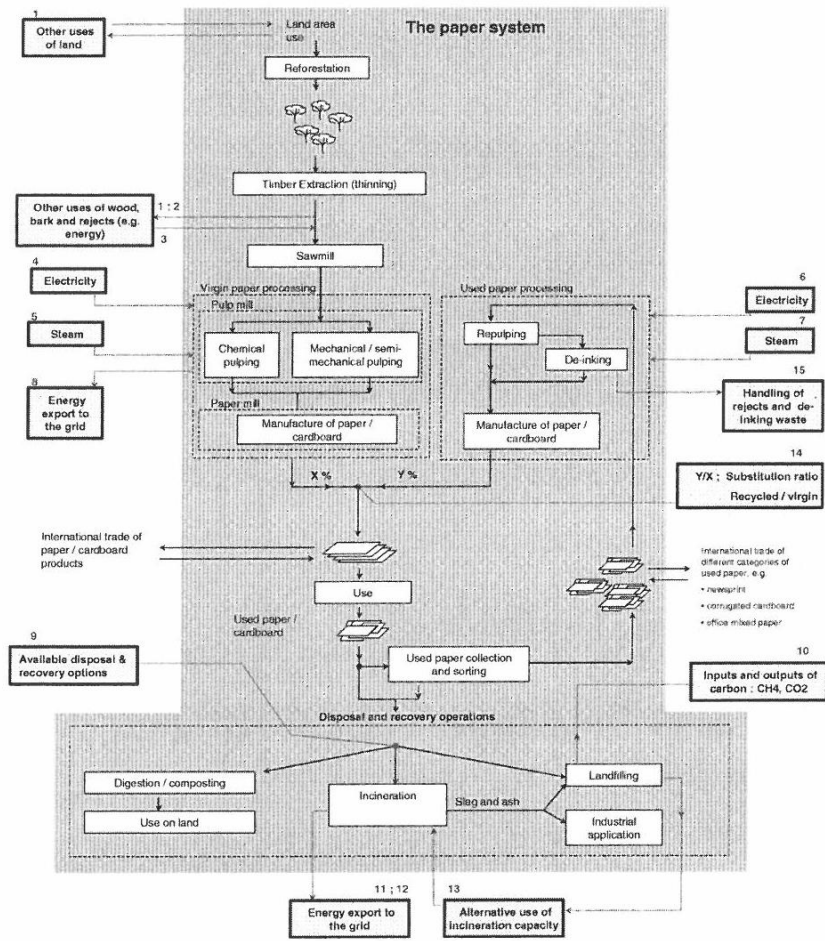 The paper system
1
Other uses
of land
Land area
use
Reforestation
Timber Extraction (thinning)
Other uses of wood,
bark and rejects (e.g.
energy)
1 ; 2
3
Sawmill
4
Electricity
Virgin paper processing
Pulp mill
Used paper processing
6
Electricity
5
Steam
Chemical
pulping
Mechanical / semi-
mechanical pulping
Repulping
De-inking
7
Steam
8
Energy
export to
the grid
Paper mill
Manufacture of paper /
cardboard
Manufacture of paper /
cardboard
15
Handling of
rejects and de-
inking waste
X %
Y %
14
Y/X ; Substitution ratio
Recycled / virgin
International trade of
paper / cardboard
products
International trade of
different categories of
used paper, e.g.
• newsprint
• corrugated cardboard
• office mixed paper
Use
Used paper /
cardboard
9
Available disposal &
recovery options
Used paper collection
and sorting
10
Inputs and outputs of
carbon : CH4, CO2
Disposal and recovery operations
Digestion / composting
Use on land
Incineration
Slag and ash
Landfilling
Industrial
application
11 ; 12
Energy export to
the grid
13
Alternative use of
incineration capacity